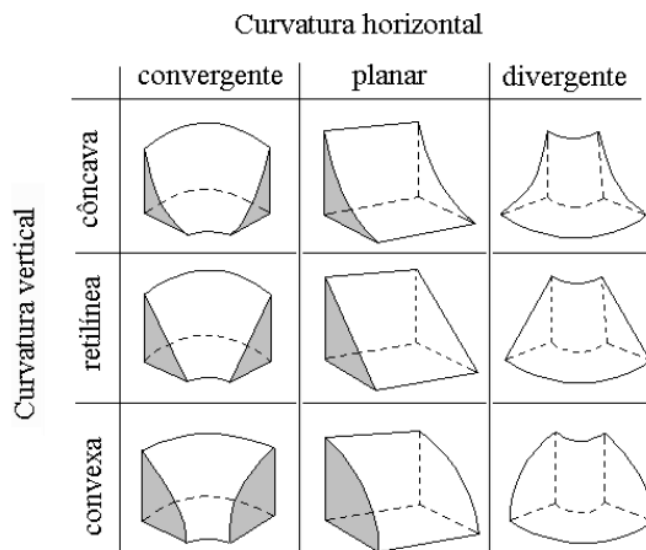 Curvatura horizontal
convergente planar divergente
Curvatura vertical
côncava
retilínea
convexa